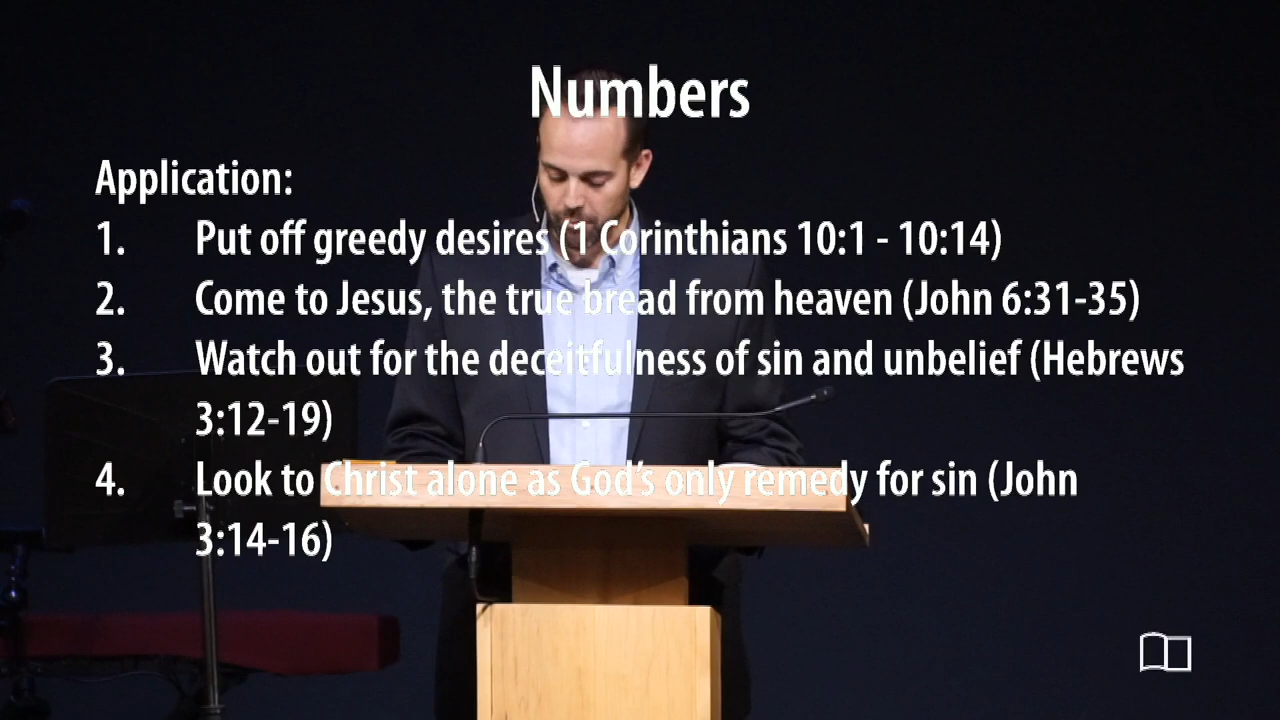 Numbers
Application:
1. Put off greedy desires (1 Corinthians 10:1 - 10:14)
2. Come to Jesus, the true bread from heaven (John 6:31-35)
3. Watch out for the deceitfulness of sin and unbelief (Hebrews
3:12-19)
4. Look to Christ alone as God's only remedy for sin (John
3:14-16)